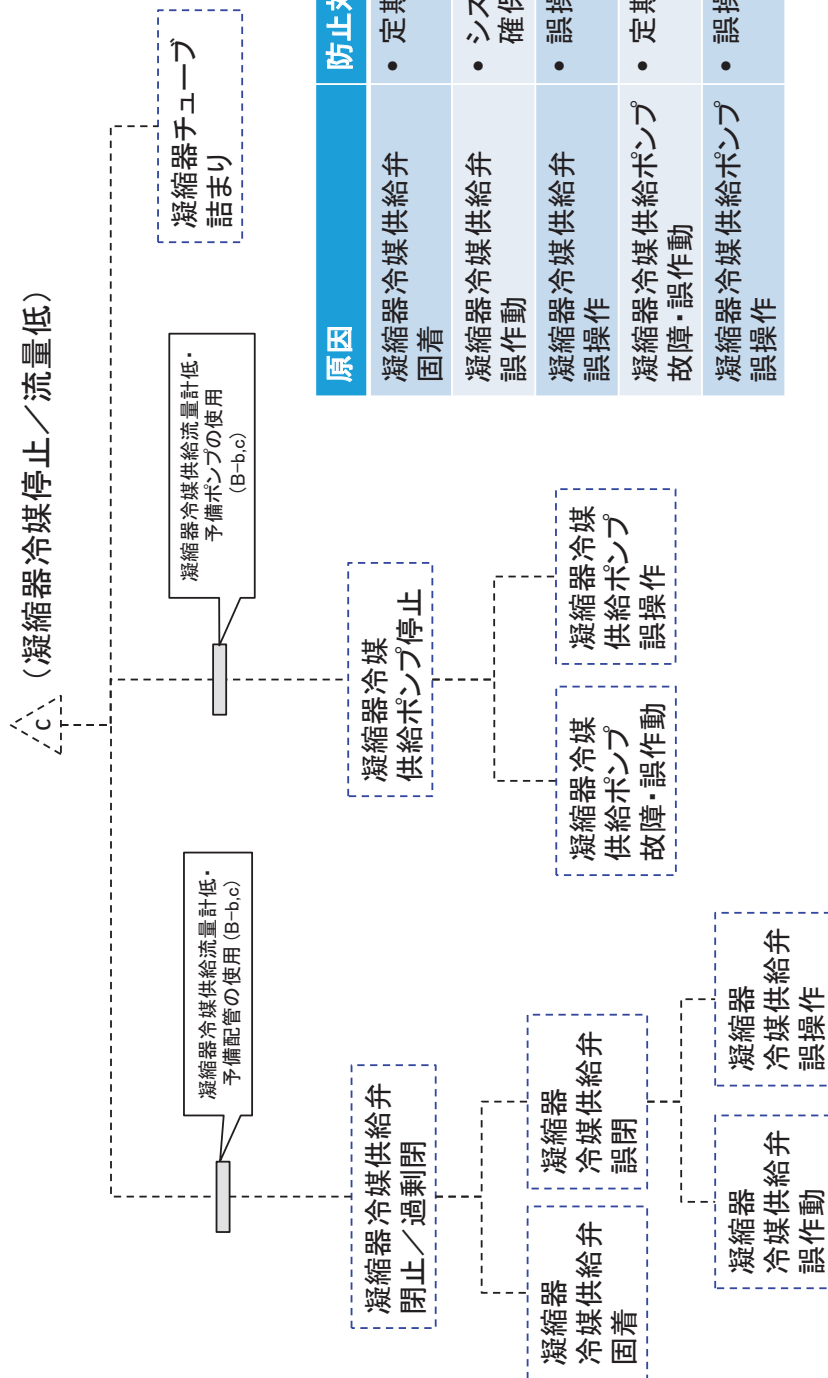 C
(凝縮器冷媒停止／流量低)
凝縮器冷媒供給流量計低・
予備配管の使用 (B-b,c)
凝縮器冷媒供給流量計低・
予備ポンプの使用
(B-b,c)
凝縮器チューブ
詰まり
凝縮器冷媒供給弁
閉止／過剰閉
凝縮器冷媒
供給ポンプ停止
凝縮器
冷媒供給弁
固着
凝縮器
冷媒供給弁
誤閉
凝縮器冷媒
供給ポンプ
故障・誤作動
凝縮器冷媒
供給ポンプ
誤操作
凝縮器
冷媒供給弁
誤作動
凝縮器
冷媒供給弁
誤操作
原因
防止対
凝縮器冷媒供給弁
固着
• 定期
凝縮器冷媒供給弁
誤作動
• シス
確保
凝縮器冷媒供給弁
誤操作
• 誤操
凝縮器冷媒供給ポンプ
故障・誤作動
• 定期
凝縮器冷媒供給ポンプ
誤操作
• 誤操